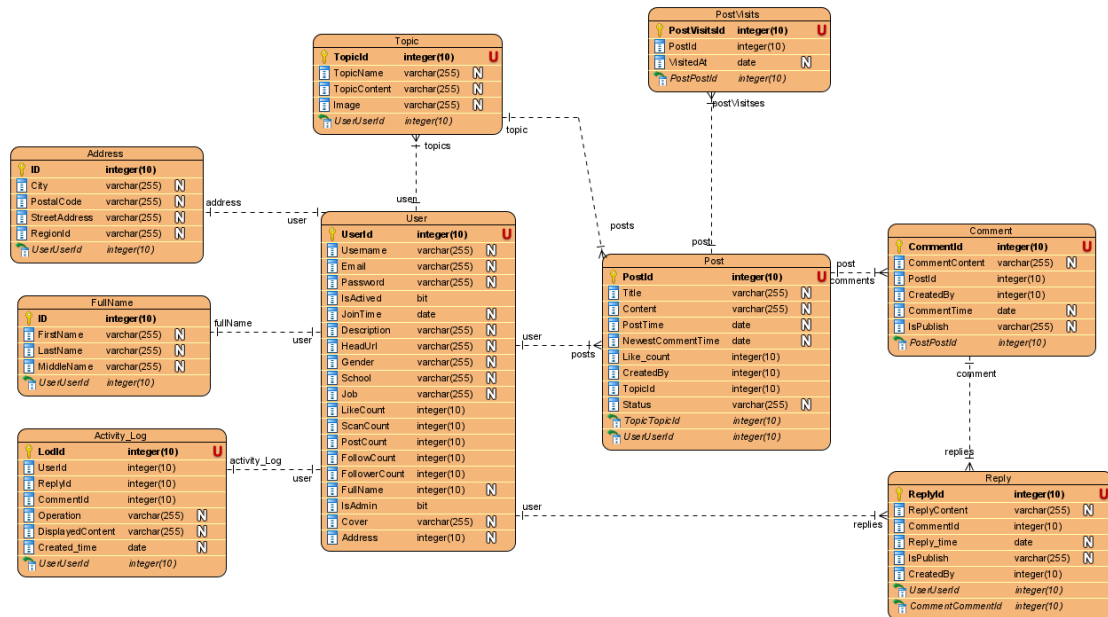 PostVisits
PostVisitsId integer(10) U
PostId integer(10)
VisitedAt date N
PostPostId integer(10)
postVisitses
Topic
TopicId integer(10) U
TopicName varchar(255) N
TopicContent varchar(255) N
Image varchar(255) N
UserUserId integer(10)
topic
topics
user
Address
ID integer(10)
City varchar(255) N
PostalCode varchar(255) N
StreetAddress varchar(255) N
RegionId varchar(255) N
UserUserId integer(10)
address
user
FullName
ID integer(10)
FirstName varchar(255) N
LastName varchar(255) N
MiddleName varchar(255) N
UserUserId integer(10)
fullName
user
Activity_Log
LodId integer(10) U
UserId integer(10)
ReplyId integer(10)
CommentId integer(10)
Operation varchar(255) N
DisplayedContent varchar(255) N
Created_time date N
UserUserId integer(10)
activity_Log
user
User
UserId integer(10) U
Username varchar(255) N
Email varchar(255) N
Password varchar(255) N
IsActived bit
JoinTime date N
Description varchar(255) N
HeadUrl varchar(255) N
Gender varchar(255) N
School varchar(255) N
Job varchar(255) N
LikeCount integer(10)
ScanCount integer(10)
PostCount integer(10)
FollowCount integer(10)
FollowerCount integer(10)
FullName integer(10) N
IsAdmin bit
Cover varchar(255) N
Address integer(10) N
user
posts
user
replies
posts
post
Post
PostId integer(10) U
Title varchar(255) N
Content varchar(255) N
PostTime date N
NewestCommentTime date N
Like_count integer(10)
CreatedBy integer(10)
TopicId integer(10)
Status varchar(255) N
TopicTopicId integer(10)
UserUserId integer(10)
post
comments
Comment
CommentId integer(10) U
CommentContent varchar(255) N
PostId integer(10)
CreatedBy integer(10)
CommentTime date N
IsPublish varchar(255) N
PostPostId integer(10)
comment
replies
Reply
ReplyId integer(10) U
ReplyContent varchar(255) N
CommentId integer(10)
Reply_time date N
IsPublish varchar(255) N
CreatedBy integer(10)
UserUserId integer(10)
CommentCommentId integer(10)